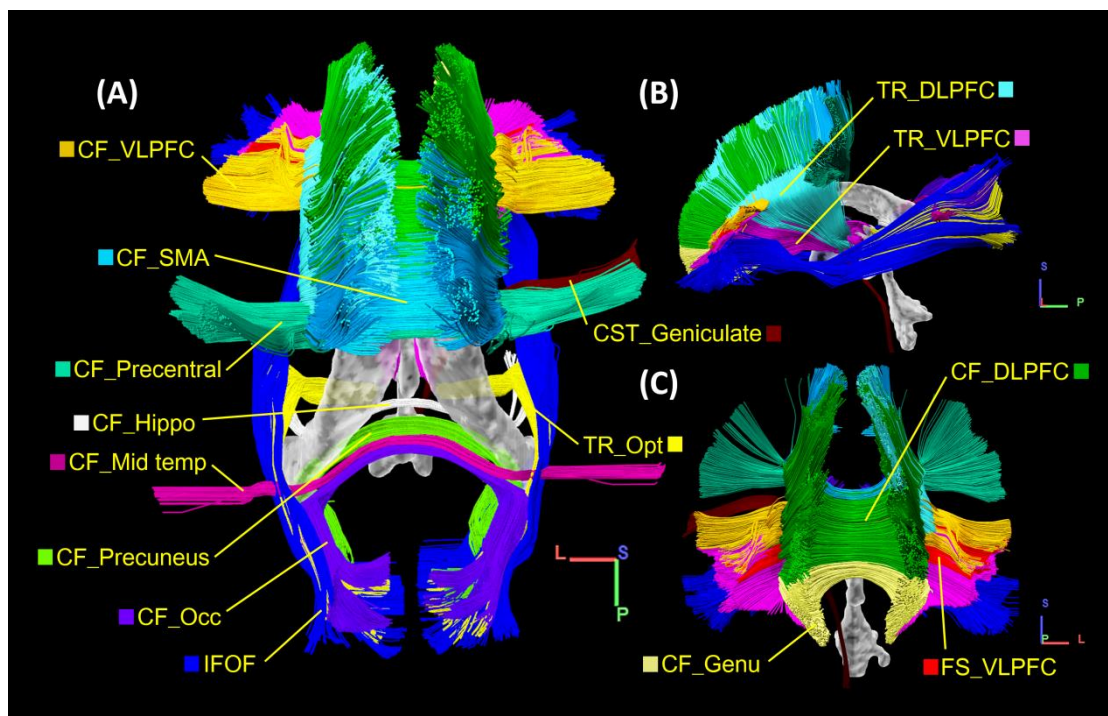 (A)
CF_VLPFC
CF_SMA
CF_Precentral
CF_Hippo
CF_Mid temp
CF_Precuneus
CF_Occ
IFOF
CST_Geniculate
TR_Opt
L
S
P
(B)
TR_DLPFC
TR_VLPFC
S
L
P
(C)
CF_DLPFC
CF_Genu
FS_VLPFC
S
P
L